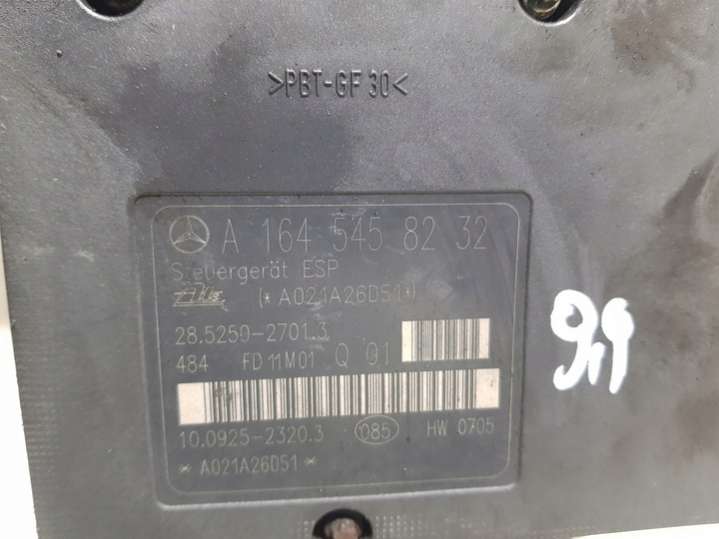 >PBT-GF 30<
A 164 545 82 32
Steuergerät ESP
(* A021A26D51 *)
28.5250-2701.3
484 FD 11M01 Q 01
10.0925-2320.3 085 HW 0705
* A021A26D51 *